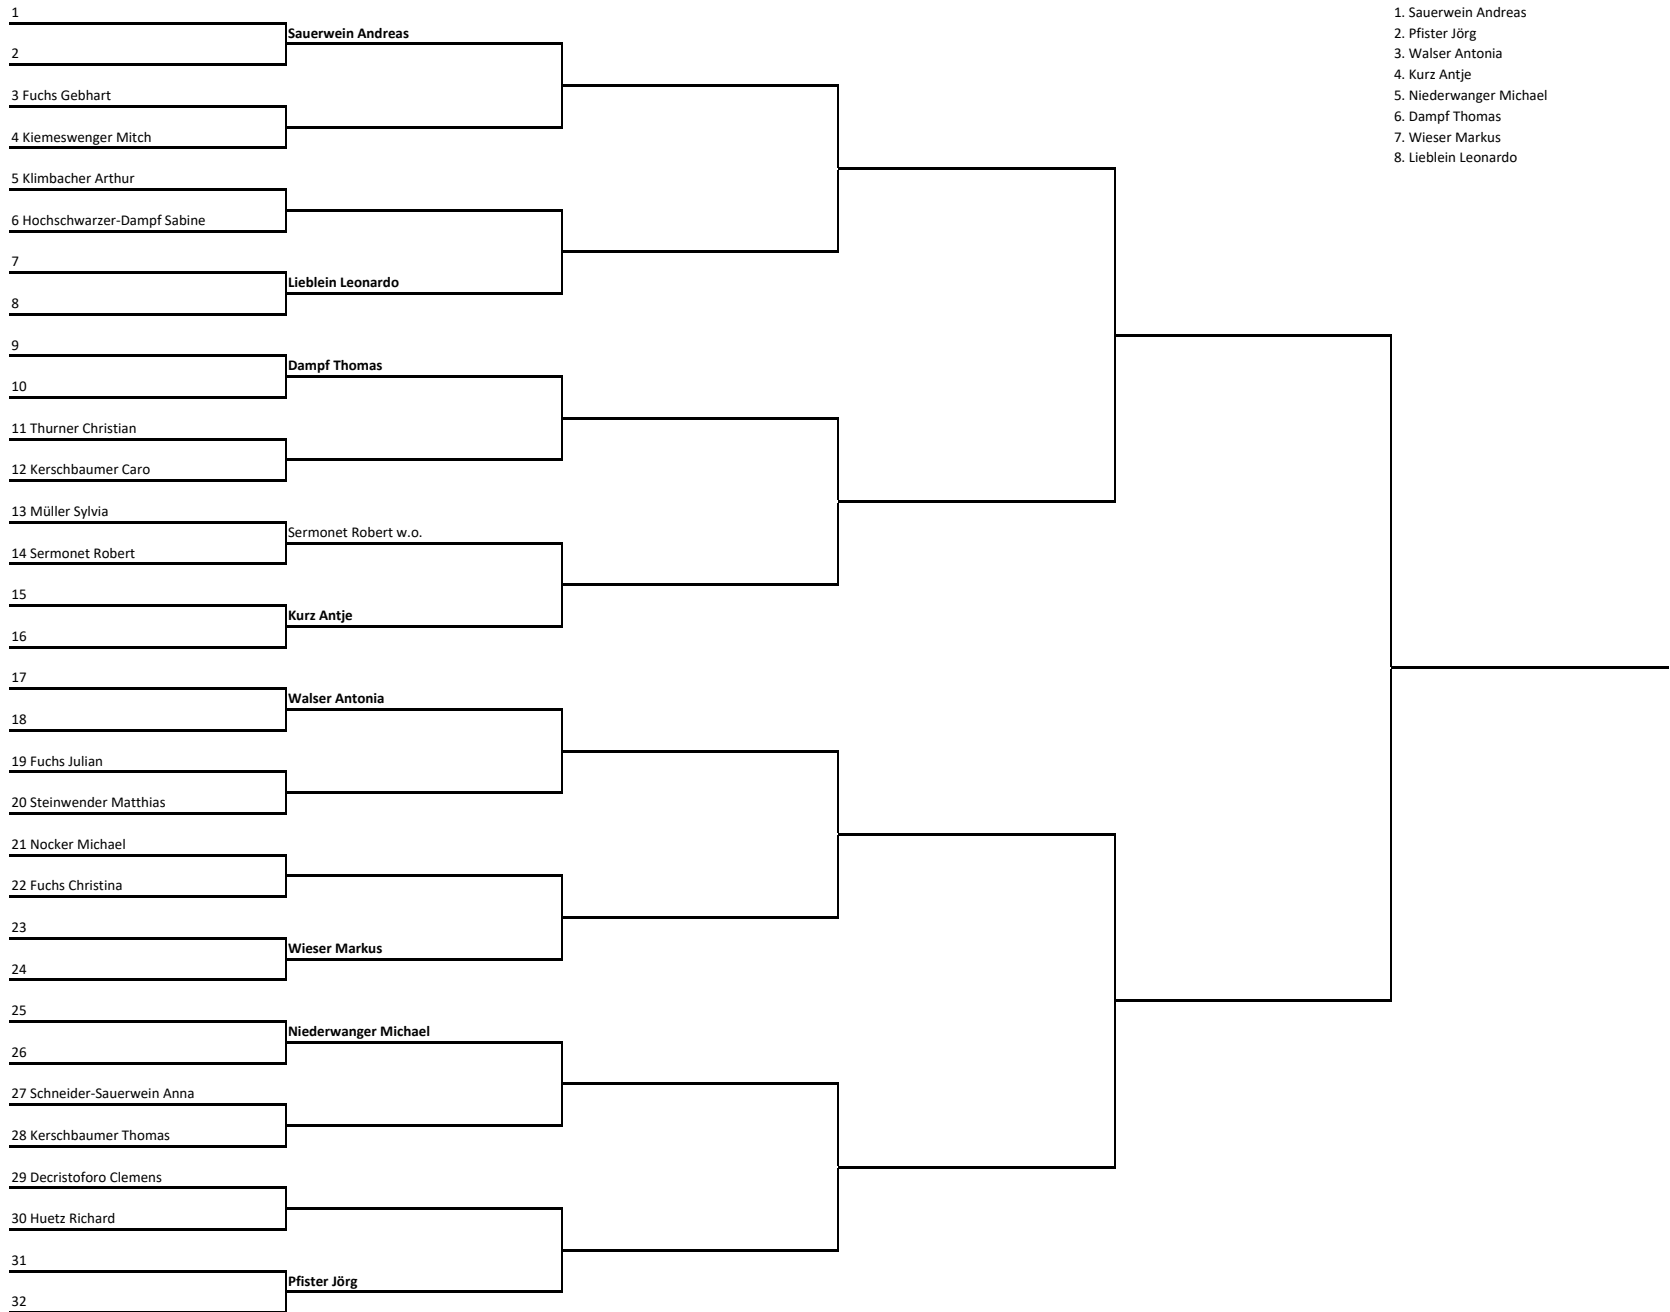 1
Sauerwein Andreas
2
3 Fuchs Gebhart
4 Kiemeswenger Mitch
5 Klimbacher Arthur
6 Hochschwarzer-Dampf Sabine
7
Lieblein Leonardo
8
9
Dampf Thomas
10
11 Thurner Christian
12 Kerschbaumer Caro
13 Müller Sylvia
Sermonet Robert w.o.
14 Sermonet Robert
15
Kurz Antje
16
17
Walser Antonia
18
19 Fuchs Julian
20 Steinwender Matthias
21 Nocker Michael
22 Fuchs Christina
23
Wieser Markus
24
25
Niederwanger Michael
26
27 Schneider-Sauerwein Anna
28 Kerschbaumer Thomas
29 Decristoforo Clemens
30 Huetz Richard
31
Pfister Jörg
32
1. Sauerwein Andreas
2. Pfister Jörg
3. Walser Antonia
4. Kurz Antje
5. Niederwanger Michael
6. Dampf Thomas
7. Wieser Markus
8. Lieblein Leonardo